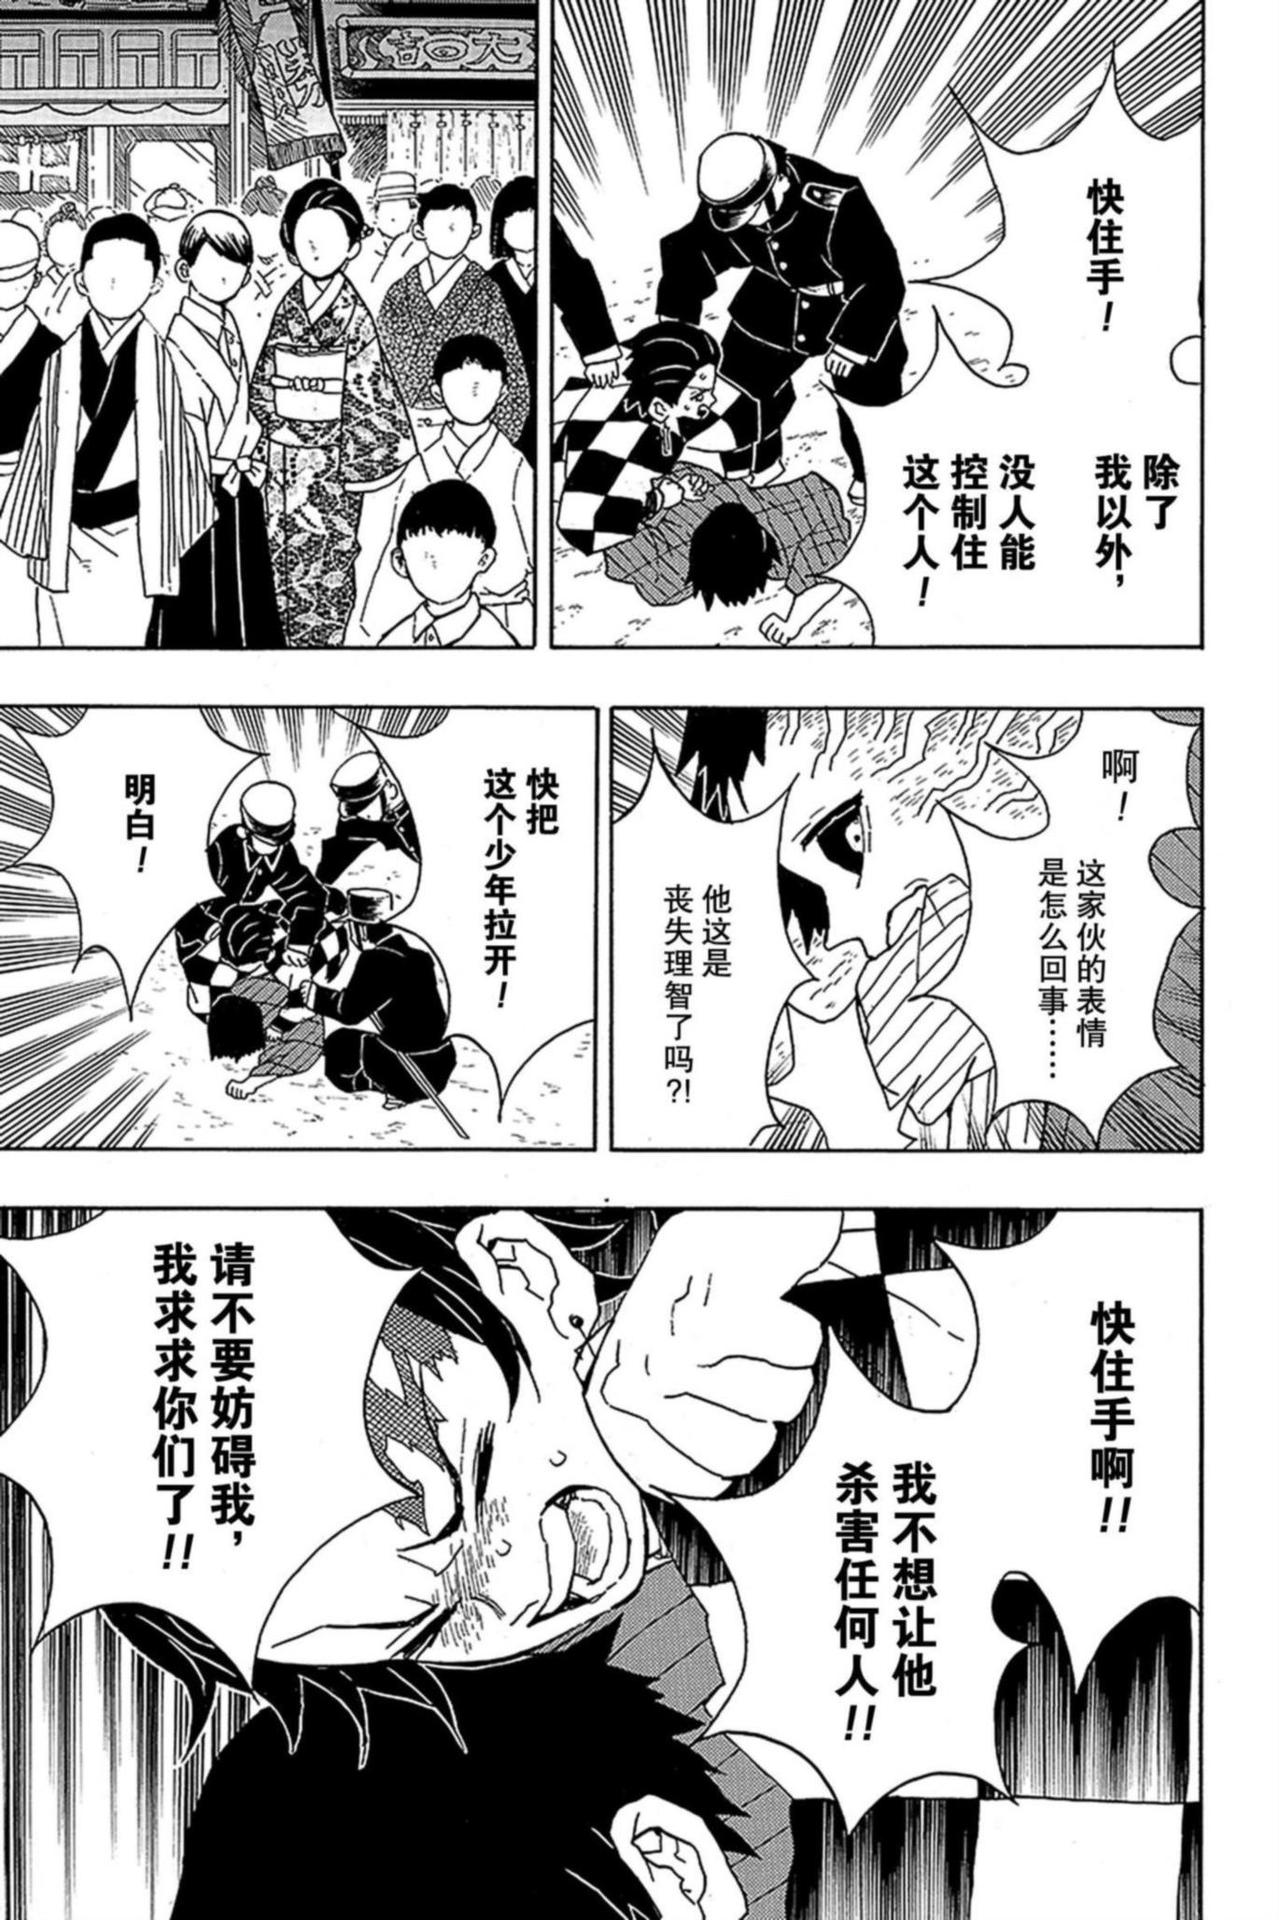 快住手！
除了
我以外，
没人能
控制住
这个人！
大回吉
啊！
这家伙的表情
是怎么回事……
他这是
丧失理智了吗?!
快把
这个少年拉开！
明白！
快住手啊!!
我不想让他
杀害任何人!!
请不要妨碍我，
我求求你们了!!